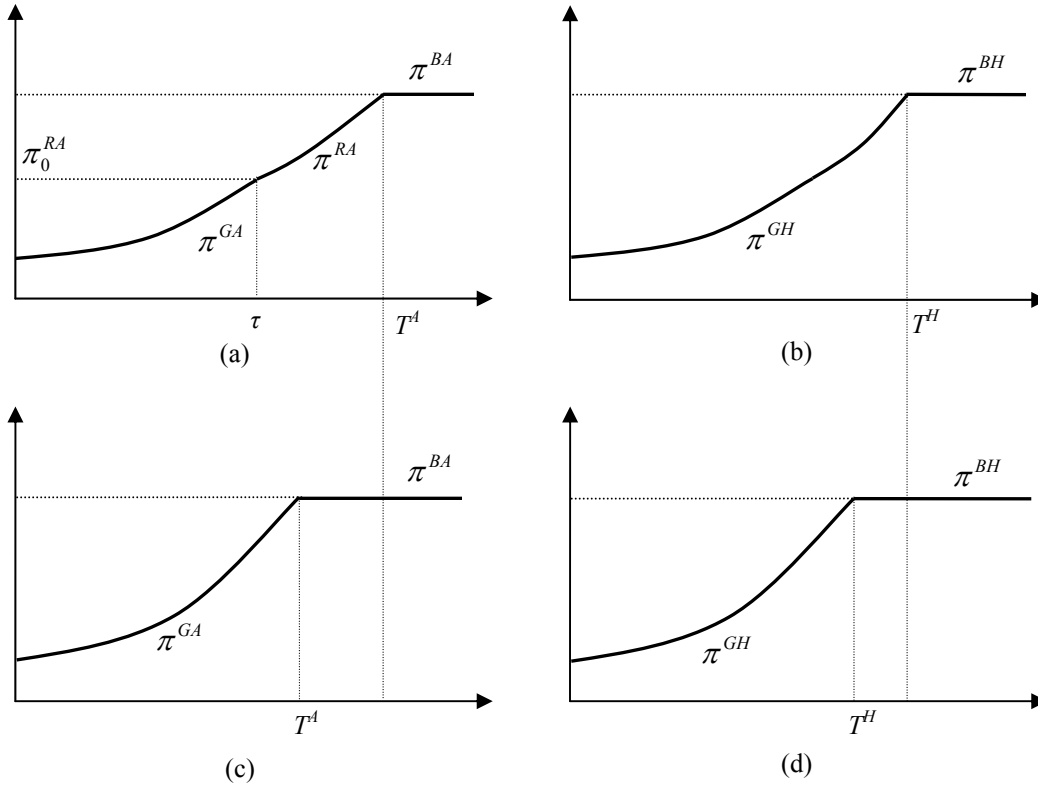 π^{BA}
π_0^{RA}
π^{RA}
π^{GA}
τ
T^A
(a)
π^{BH}
π^{GH}
T^H
(b)
π^{BA}
π^{GA}
T^A
(c)
π^{BH}
π^{GH}
T^H
(d)